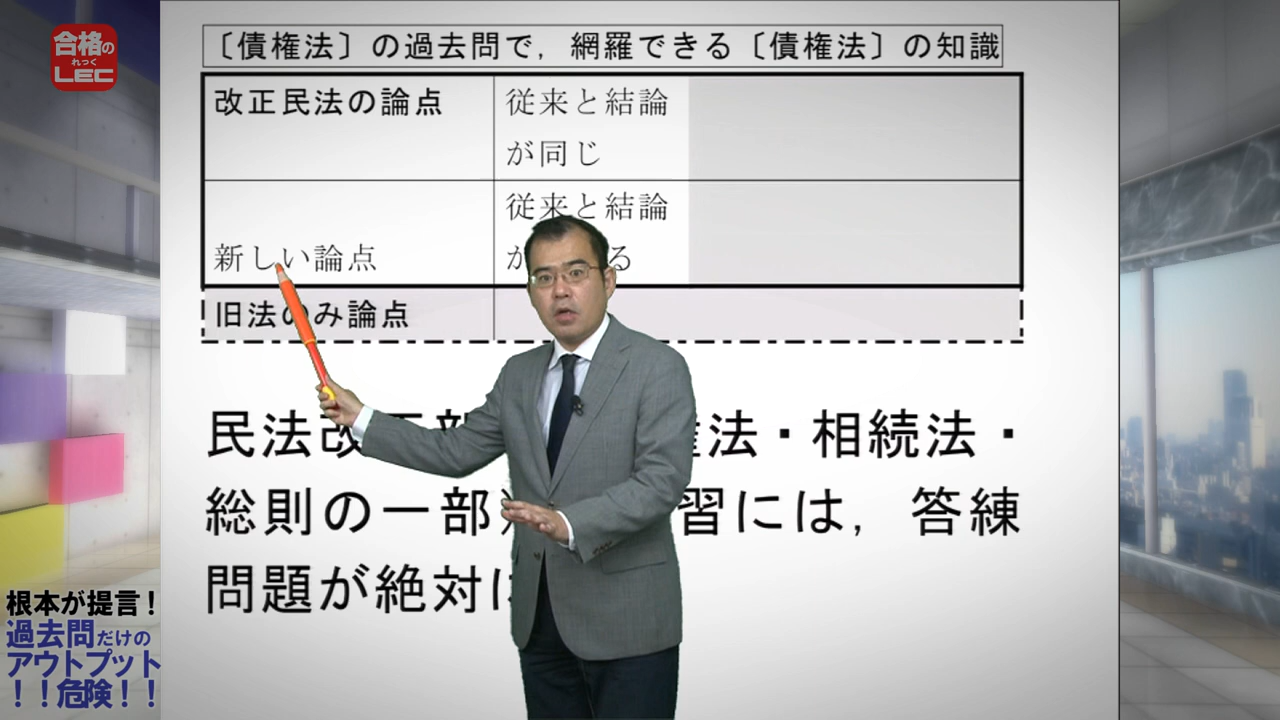 合格の
れっく
LEC
〔債権法〕の過去問で，網羅できる〔債権法〕の知識
改正民法の論点
従来と結論
が同じ
新しい論点
従来と結論
が る
旧法のみ論点
民法改 権法・相続法・
総則の一部 習には，答練
問題が絶対に
根本が提言！
過去問だけの
アウトプット
！！危険！！